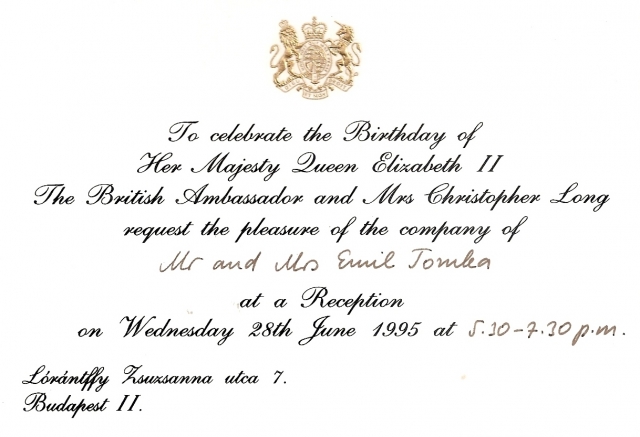 To celebrate the Birthday of
Her Majesty Queen Elizabeth II
The British Ambassador and Mrs Christopher Long
request the pleasure of the company of
Mr and Mrs Emil Tomka
at a Reception
on Wednesday 28th June 1995 at 5.30-7.30 p.m.
Lórántffy Zsuzsanna utca 7.
Budapest II.